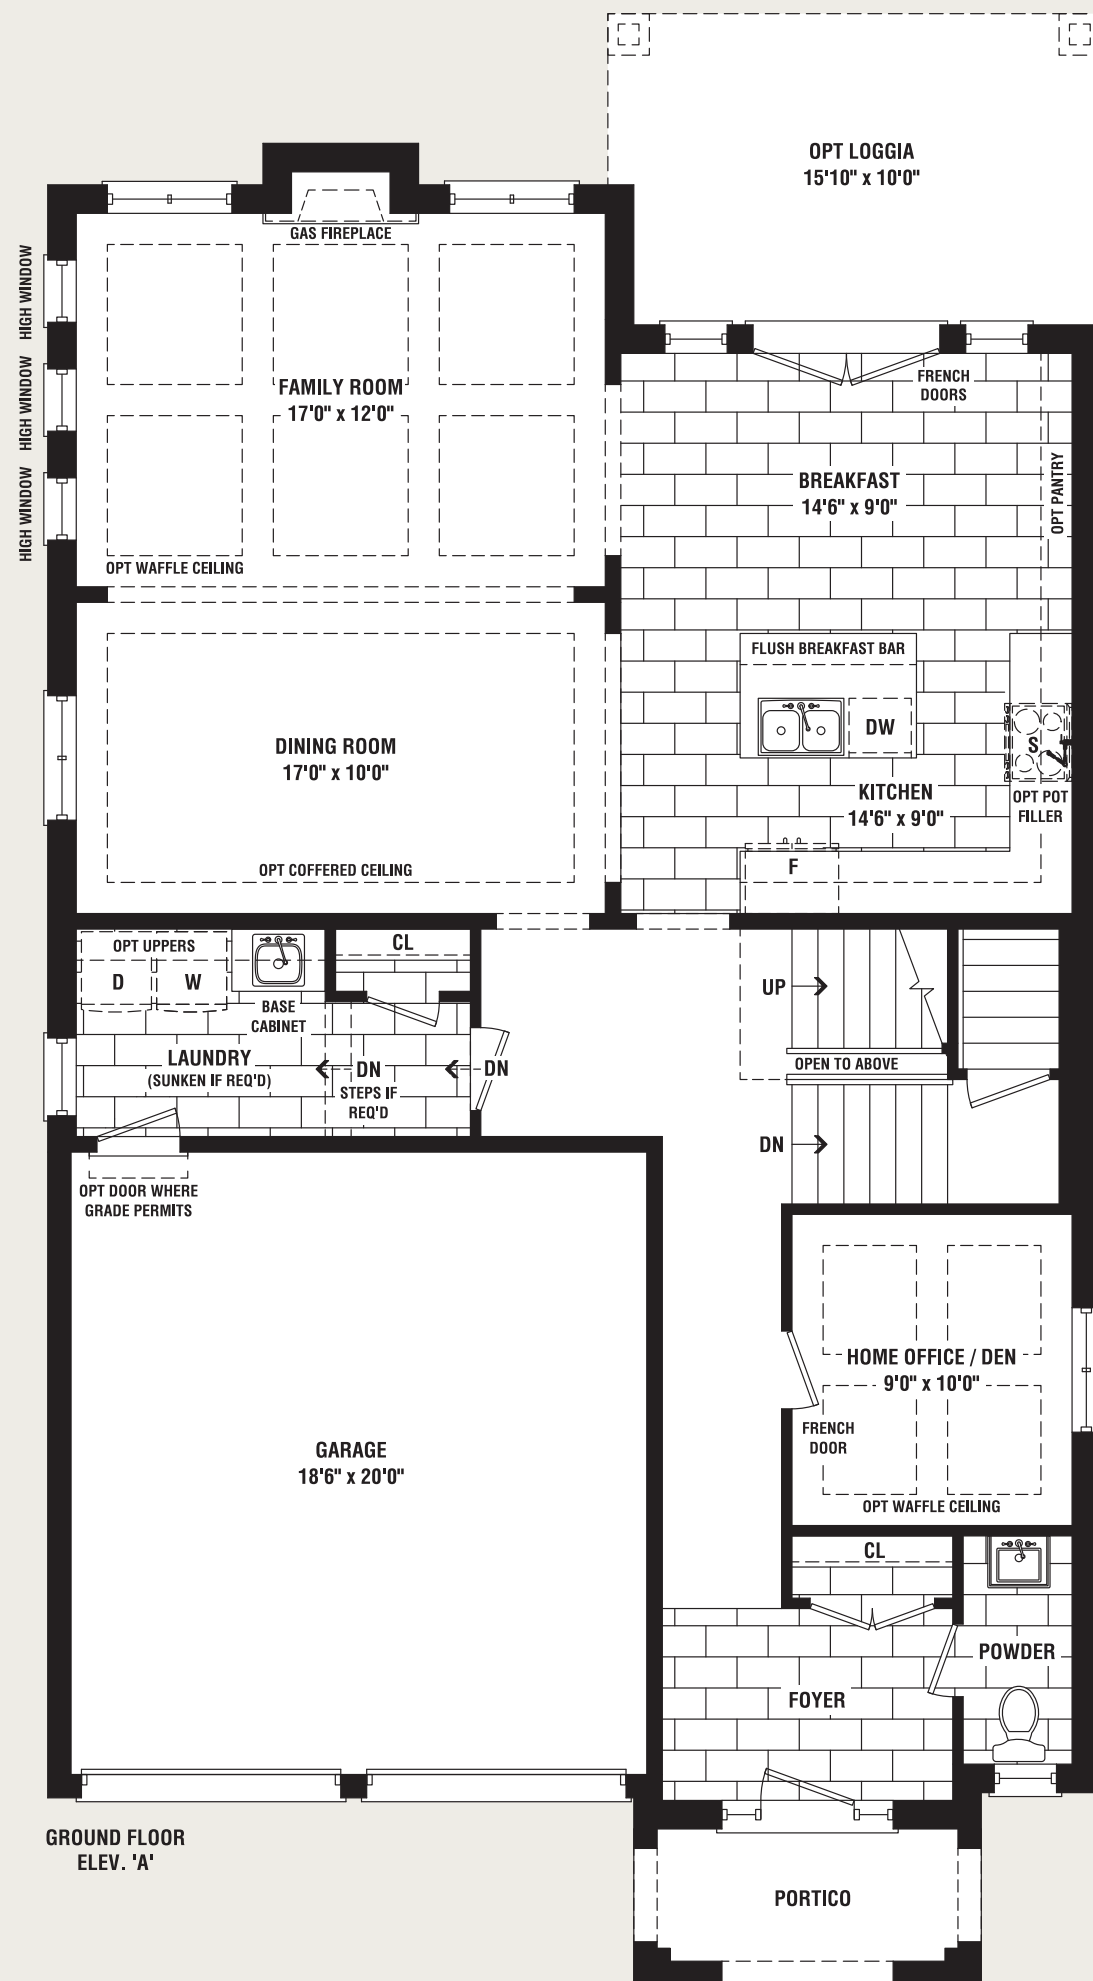 OPT LOGGIA
15'10" x 10'0"
GAS FIREPLACE
HIGH WINDOW
HIGH WINDOW
HIGH WINDOW
FAMILY ROOM
17'0" x 12'0"
OPT WAFFLE CEILING
FRENCH
DOORS
BREAKFAST
14'6" x 9'0"
OPT PANTRY
FLUSH BREAKFAST BAR
DW
S
OPT POT
FILLER
KITCHEN
14'6" x 9'0"
F
DINING ROOM
17'0" x 10'0"
OPT COFFERED CEILING
OPT UPPERS
D
W
BASE
CABINET
CL
LAUNDRY
(SUNKEN IF REQ'D)
DN
STEPS IF
REQ'D
DN
UP
OPEN TO ABOVE
DN
OPT DOOR WHERE
GRADE PERMITS
HOME OFFICE / DEN
9'0" x 10'0"
FRENCH
DOOR
OPT WAFFLE CEILING
GARAGE
18'6" x 20'0"
CL
POWDER
FOYER
GROUND FLOOR
ELEV. 'A'
PORTICO